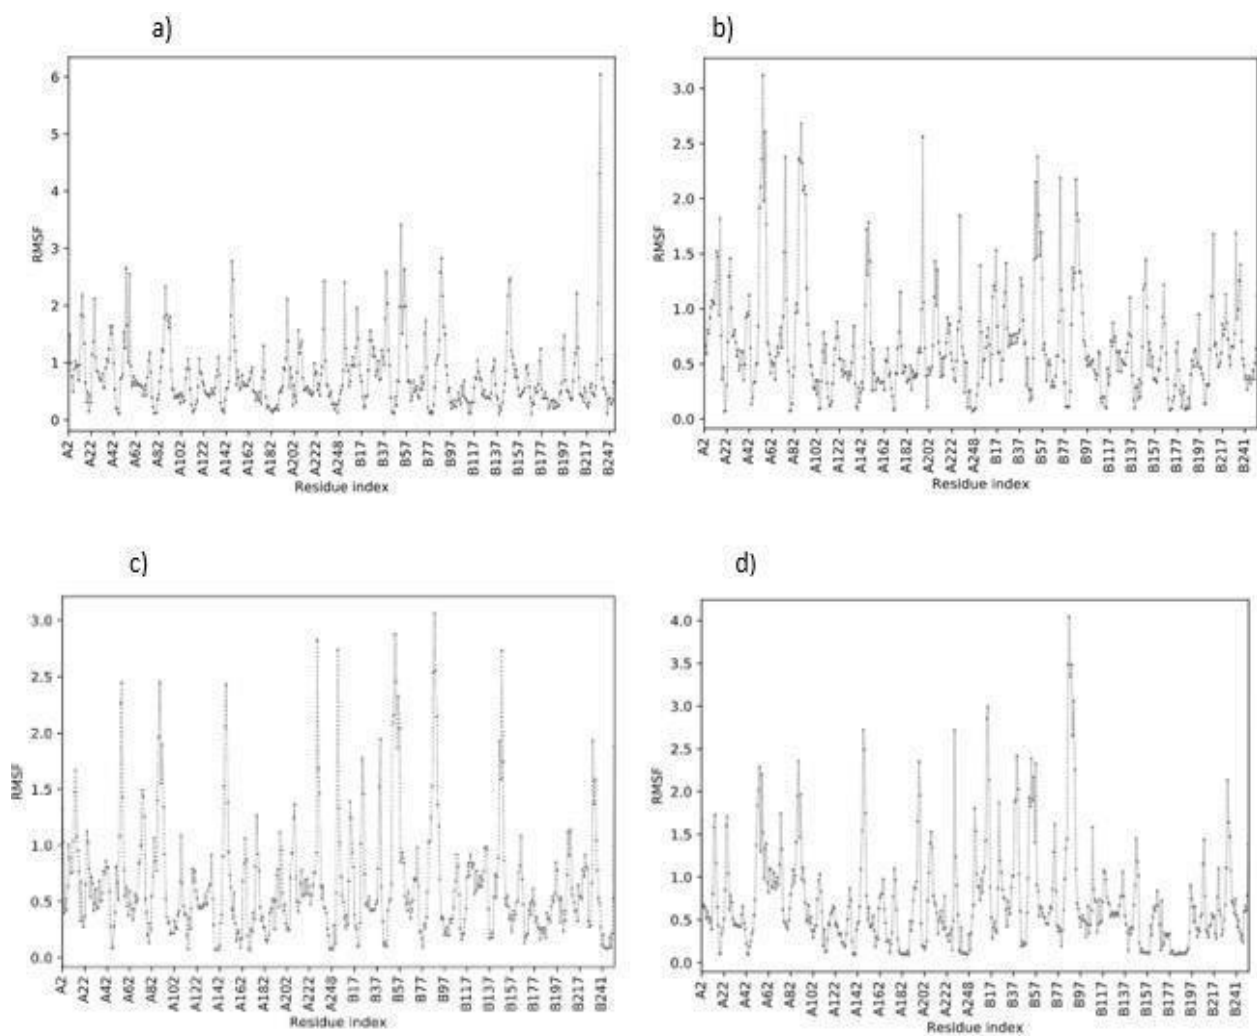 a)
6
5
4
3
2
1
0
RMSF
A2 A22 A42 A62 A82 A102 A122 A142 A162 A182 A202 A222 A248 B17 B37 B57 B77 B97 B117 B137 B157 B177 B197 B217 B247
Residue index
b)
3.0
2.5
2.0
1.5
1.0
0.5
0.0
RMSF
A2 A22 A42 A62 A82 A102 A122 A142 A162 A182 A202 A222 A248 B17 B37 B57 B77 B97 B117 B137 B157 B177 B197 B217 B241
Residue index
c)
3.0
2.5
2.0
1.5
1.0
0.5
0.0
RMSF
A2 A22 A42 A62 A82 A102 A122 A142 A162 A182 A202 A222 A248 B17 B37 B57 B77 B97 B117 B137 B157 B177 B197 B217 B241
Residue index
d)
4.0
3.5
3.0
2.5
2.0
1.5
1.0
0.5
0.0
RMSF
A2 A22 A42 A62 A82 A102 A122 A142 A162 A182 A202 A222 A248 B17 B37 B57 B77 B97 B117 B137 B157 B177 B197 B217 B241
Residue index